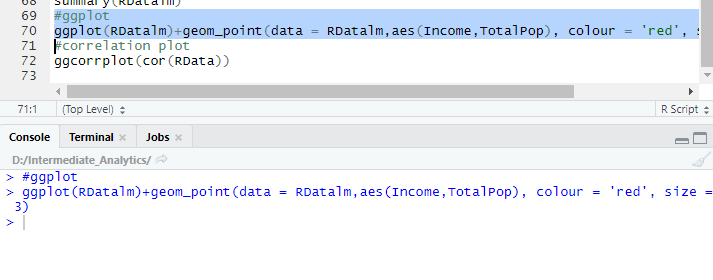 68 summary(RDatalm)
69 #ggplot
70 ggplot(RDatalm)+geom_point(data = RDatalm,aes(Income,TotalPop), colour = 'red', s
71 #correlation plot
72 ggcorrplot(cor(RData))
73
71:1 (Top Level) R Script
Console Terminal Jobs
D:/Intermediate_Analytics/
> #ggplot
> ggplot(RDatalm)+geom_point(data = RDatalm,aes(Income,TotalPop), colour = 'red', size =
3)
>